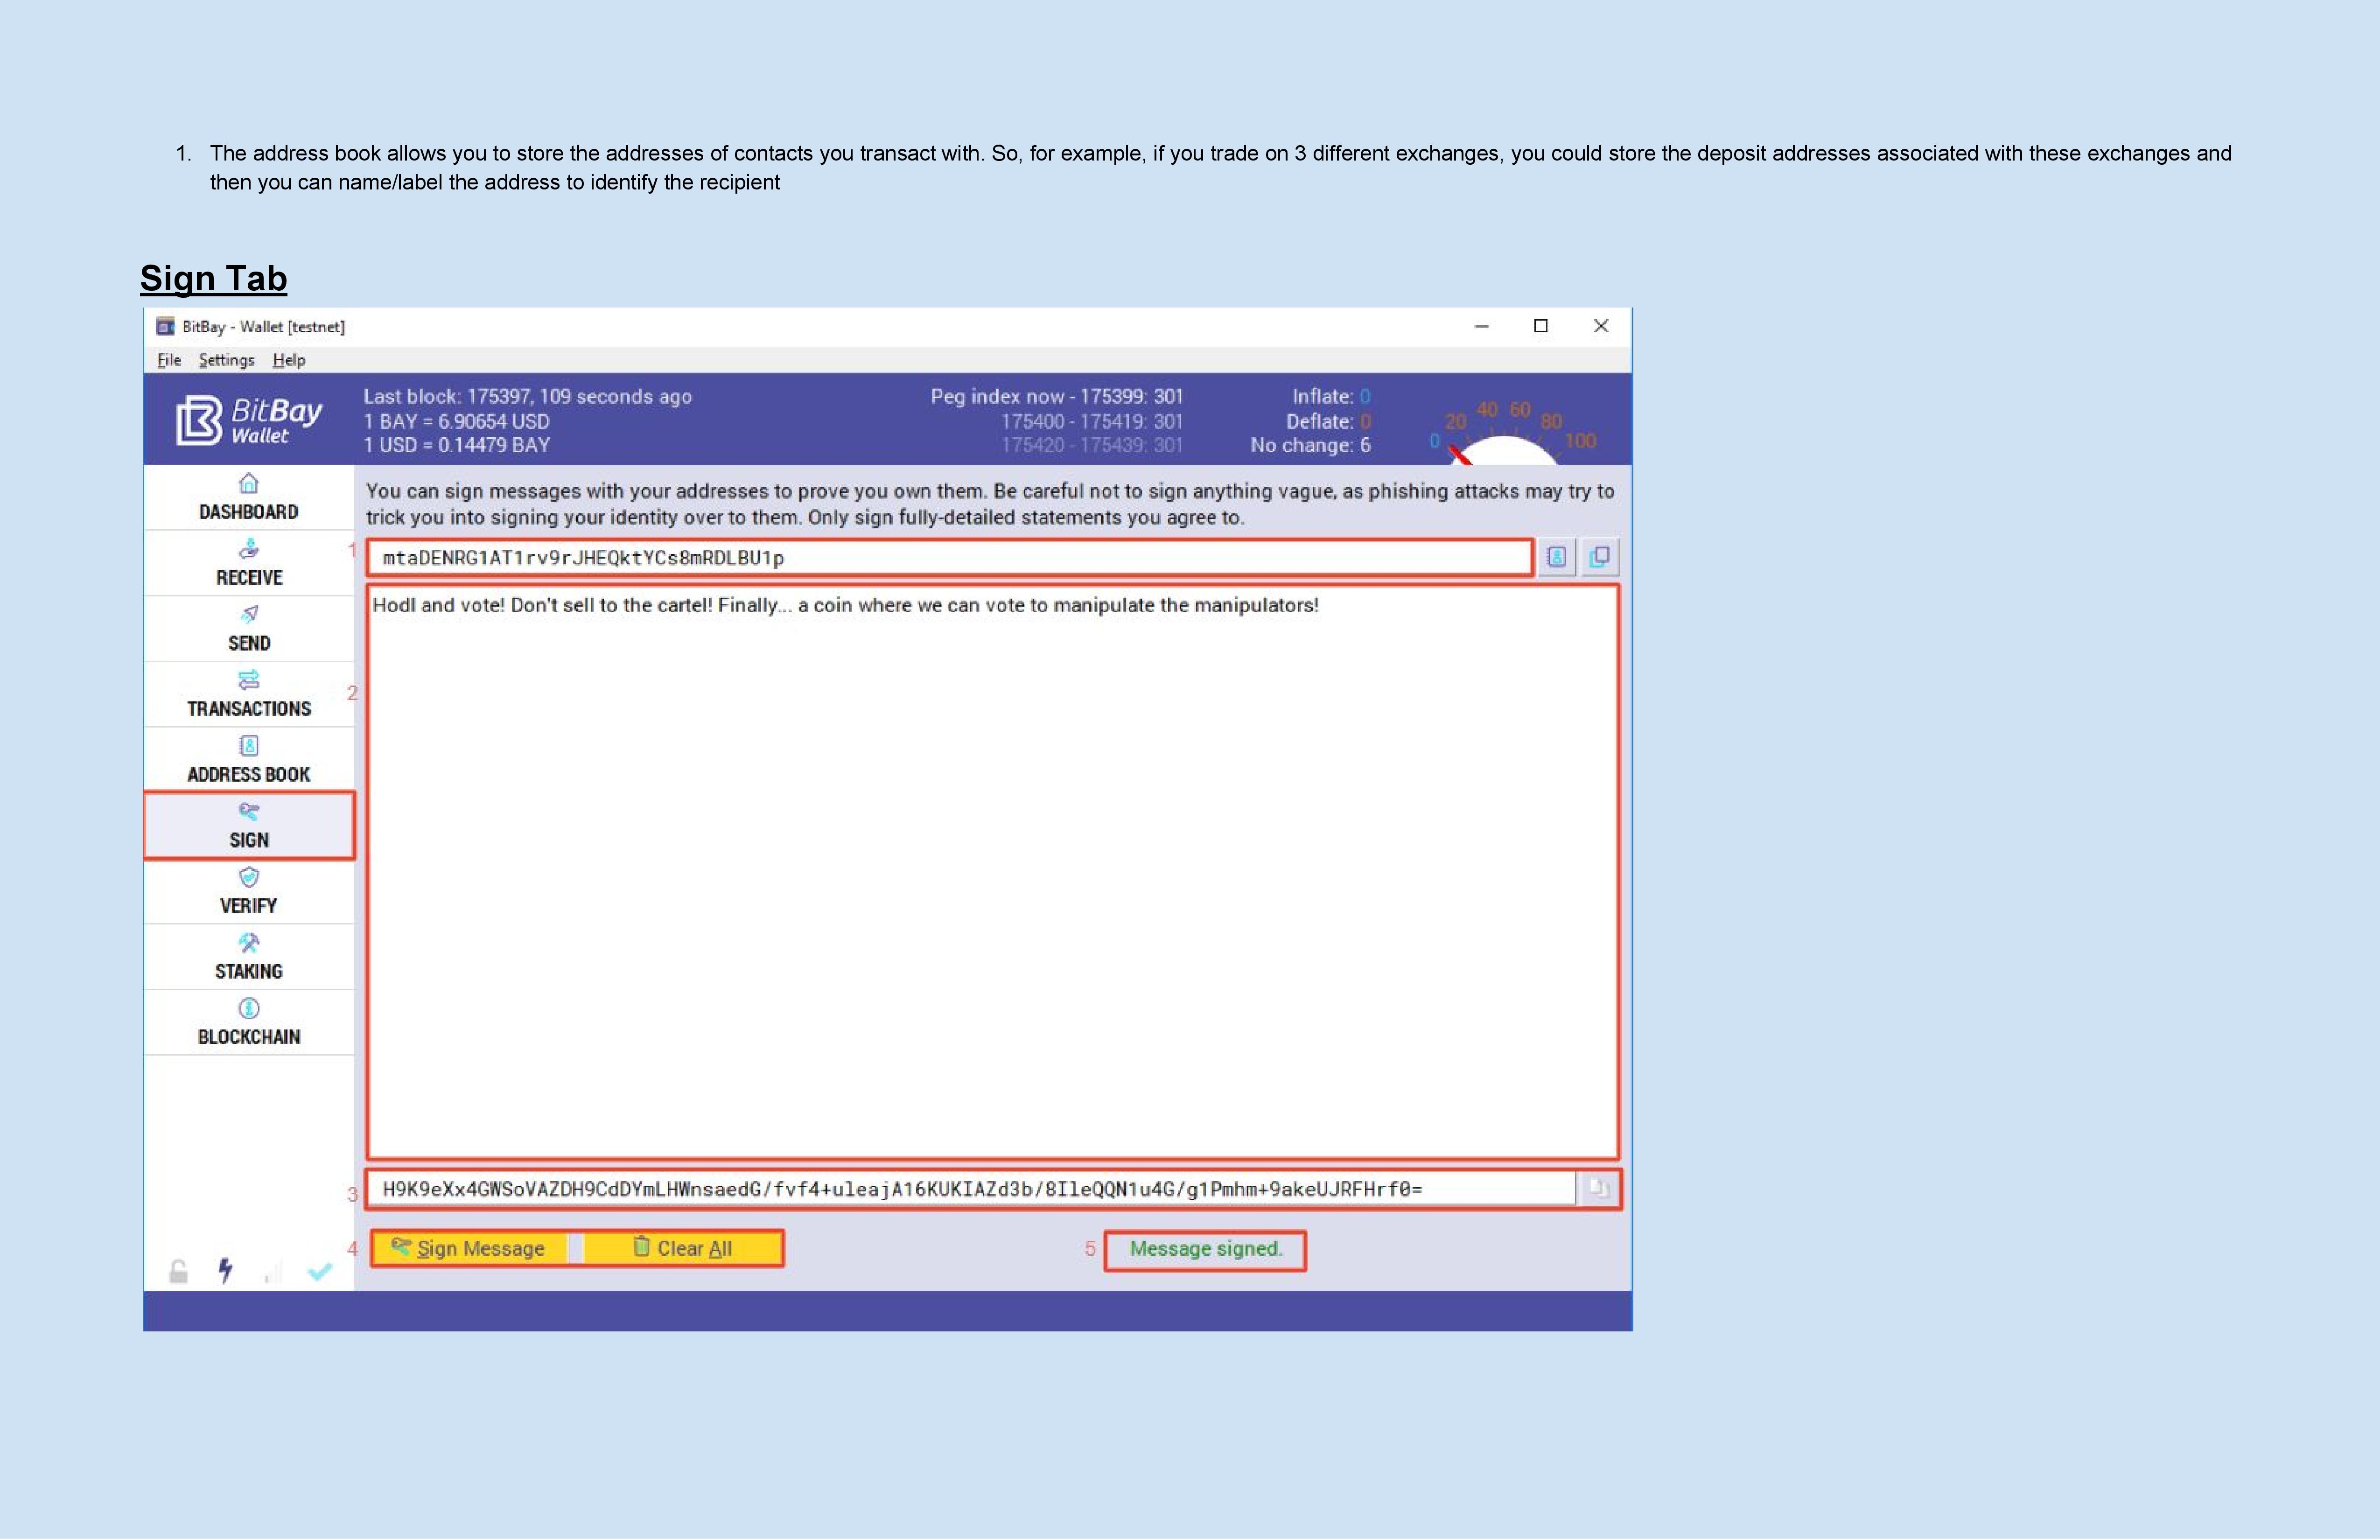 1. The address book allows you to store the addresses of contacts you transact with. So, for example, if you trade on 3 different exchanges, you could store the deposit addresses associated with these exchanges and
then you can name/label the address to identify the recipient
Sign Tab
BitBay - Wallet [testnet]
File Settings Help
BitBay
Wallet
Last block: 175397, 109 seconds ago
1 BAY = 6.90654 USD
1 USD = 0.14479 BAY
Peg index now - 175399: 301
175400 - 175419: 301
175420 - 175439: 301
Inflate: 0
Deflate: 0
No change: 6
0 20 40 60 80 100
DASHBOARD
RECEIVE
SEND
TRANSACTIONS
ADDRESS BOOK
SIGN
VERIFY
STAKING
BLOCKCHAIN
You can sign messages with your addresses to prove you own them. Be careful not to sign anything vague, as phishing attacks may try to
trick you into signing your identity over to them. Only sign fully-detailed statements you agree to.
1 mtaDENRG1AT1rv9rJHEQktYCs8mRDLBU1p
Hodl and vote! Don't sell to the cartel! Finally... a coin where we can vote to manipulate the manipulators!
2
3 H9K9eXx4GWSoVAZDH9CdDYmLHWnsaedG/fvf4+uleajA16KUKIAZd3b/8IleQQN1u4G/g1Pmhm+9akeUJRFHrf0=
4 Sign Message Clear All
5 Message signed.